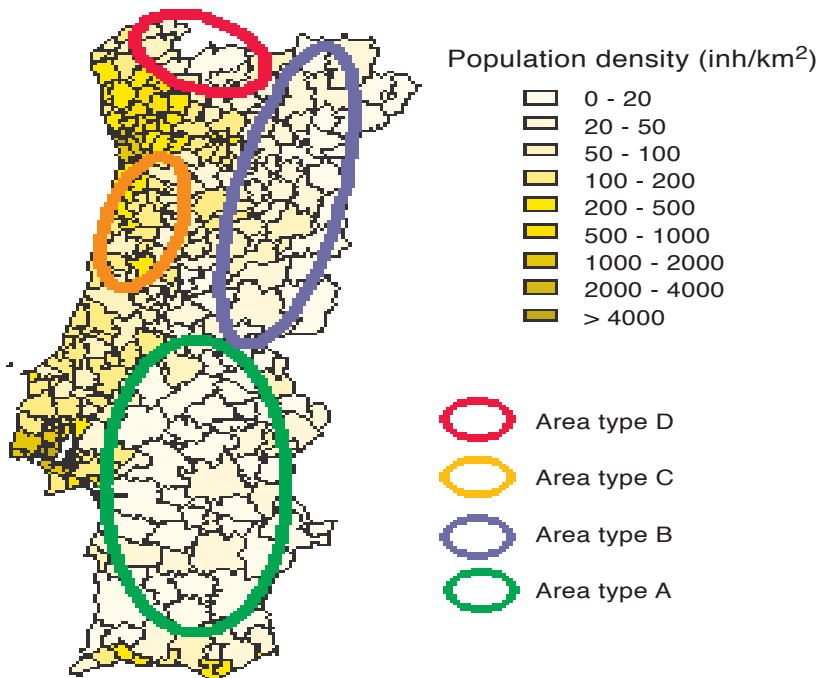 Population density (inh/km²)
0 - 20
20 - 50
50 - 100
100 - 200
200 - 500
500 - 1000
1000 - 2000
2000 - 4000
> 4000
Area type D
Area type C
Area type B
Area type A